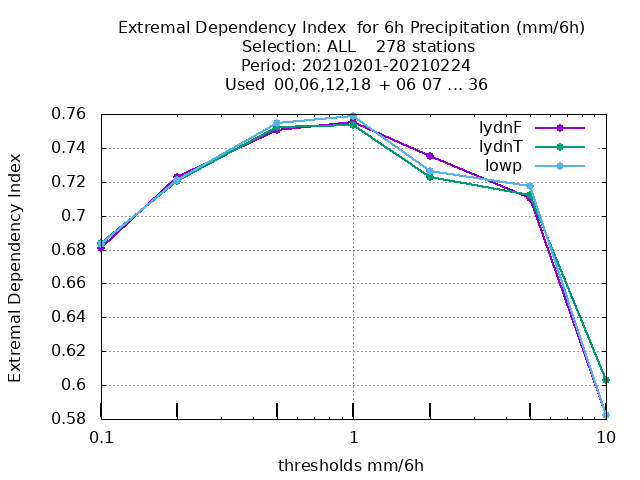 Extremal Dependency Index  for 6h Precipitation (mm/6h)
Selection: ALL    278 stations
Period: 20210201-20210224
Used  00,06,12,18  + 06 07 ... 36
lydnF
lydnT
lowp
0.76
0.74
0.72
0.7
0.68
0.66
0.64
0.62
0.6
0.58
Extremal Dependency Index
0.1
1
10
thresholds mm/6h